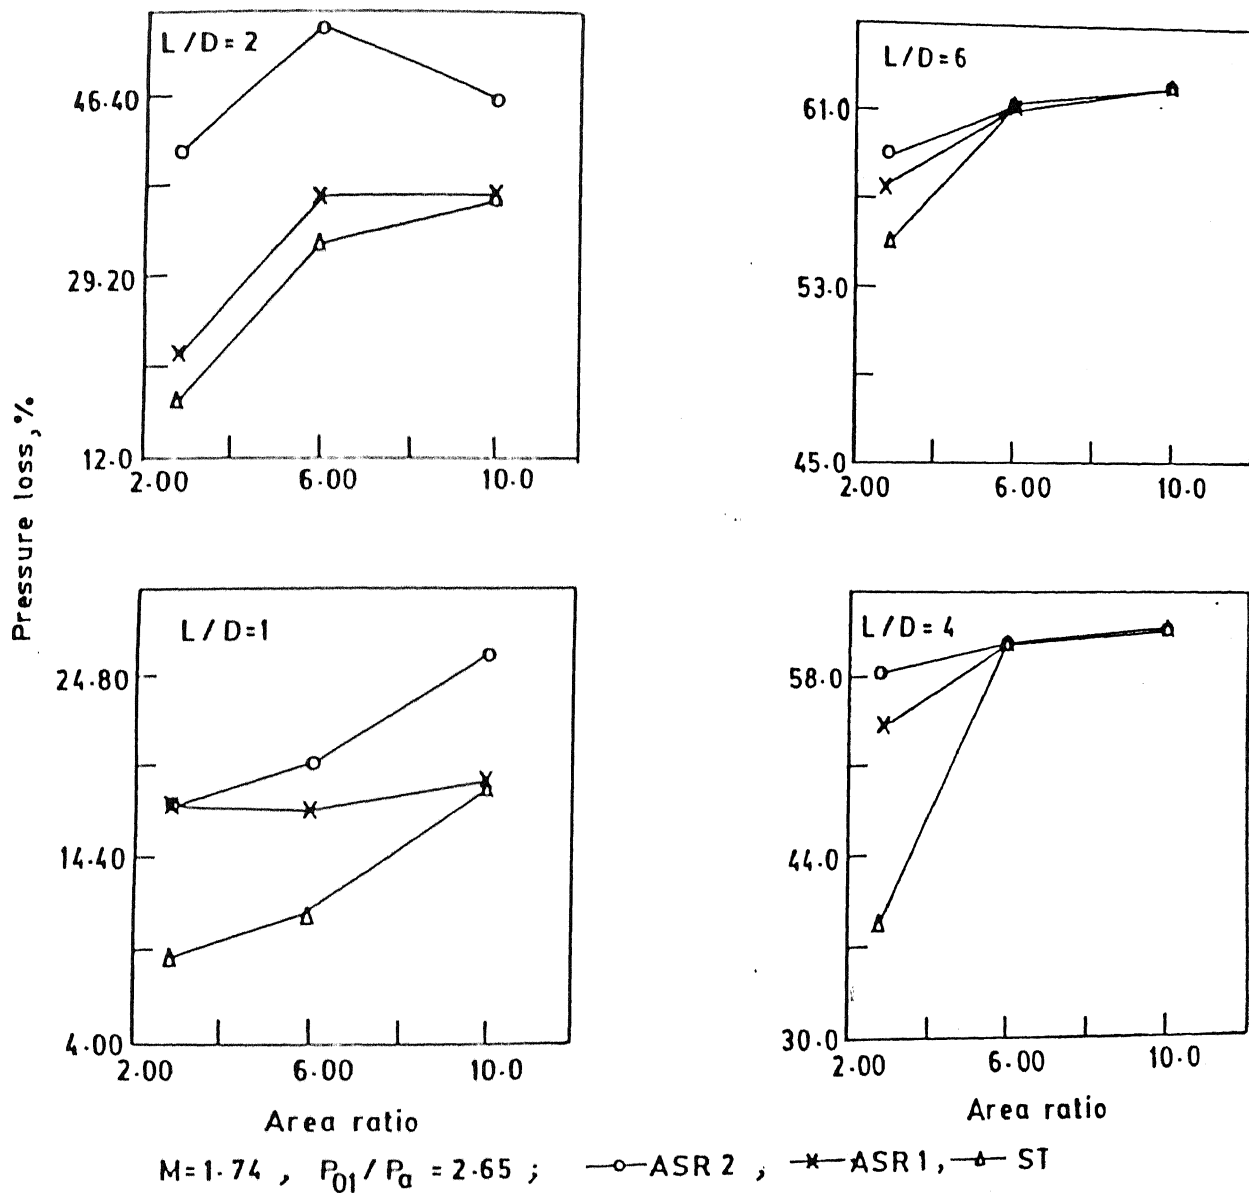 L/D=2
46.40
29.20
12.0
2.00 6.00 10.0
L/D=6
61.0
53.0
45.0
2.00 6.00 10.0
Pressure loss,%
L/D=1
24.80
14.40
4.00
2.00 6.00 10.0
Area ratio
L/D=4
58.0
44.0
30.0
2.00 6.00 10.0
Area ratio
M=1.74 , P01/Pa =2.65 ; ASR 2 , ASR 1, ST